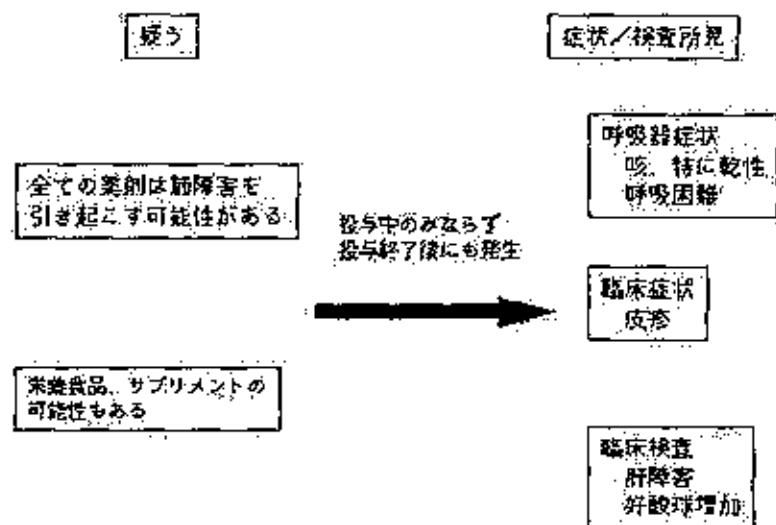 疑う
症状/検査所見
全ての薬剤は肺障害を
引き起こす可能性がある
投与中のみならず
投与終了後にも発生
栄養食品、サプリメントの
可能性もある
呼吸器症状
咳、特に乾性
呼吸困難
臨床症状
皮疹
臨床検査
肝障害
好酸球増加